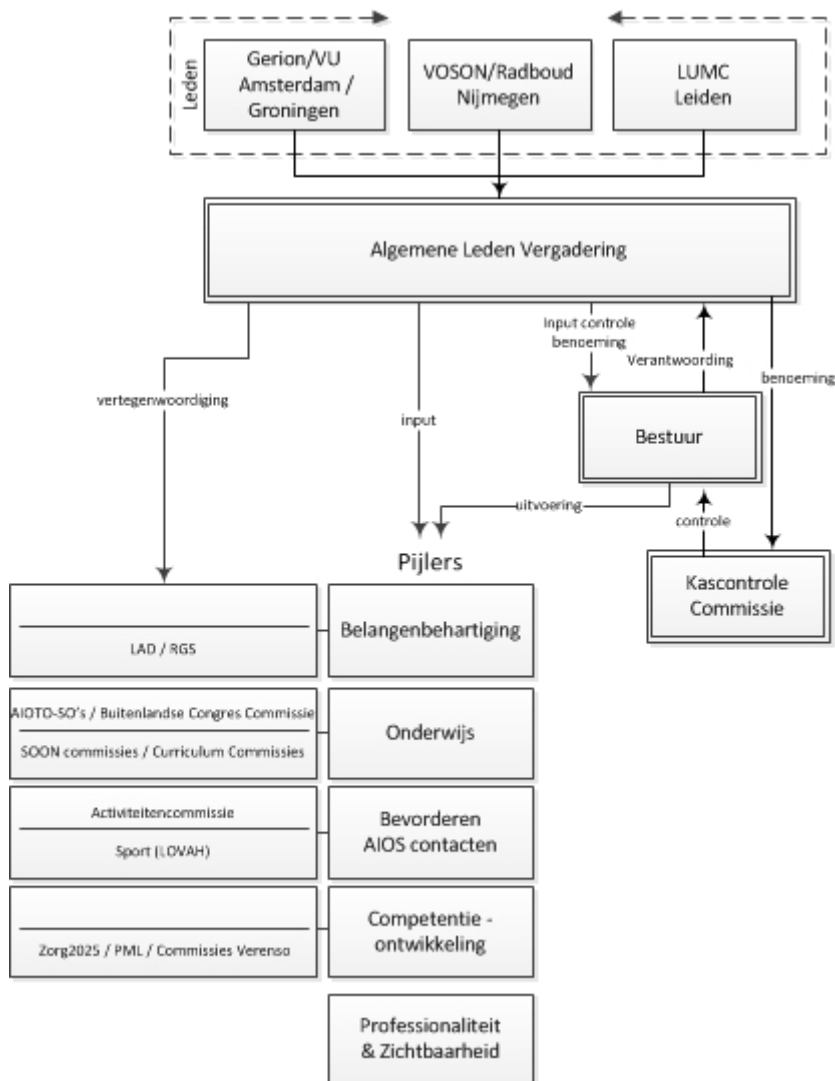 Leden
Gerion/VU
Amsterdam /
Groningen
VOSON/Radboud
Nijmegen
LUMC
Leiden
Algemene Leden Vergadering
Input controle
benoeming
Verantwoording
benoeming
vertegenwoordiging
input
Bestuur
uitvoering
controle
Pijlers
Kascontrole
Commissie
LAD / RGS
Belangenbehartiging
AIOTO-SO's / Buitenlandse Congres Commissie
SOON commissies / Curriculum Commissies
Onderwijs
Activiteitencommissie
Sport (LOVAH)
Bevorderen
AIOS contacten
Zorg2025 / PML / Commissies Verenso
Competentie -
ontwikkeling
Professionaliteit
& Zichtbaarheid